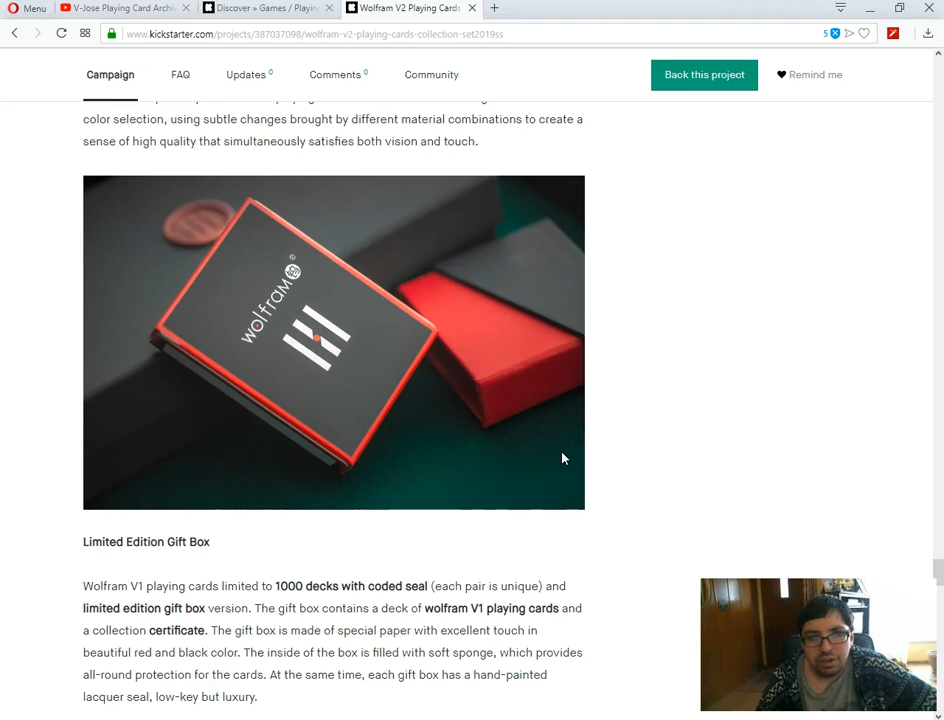 Menu
V-Jose Playing Card Archi
Discover » Games / Playin
Wolfram V2 Playing Cards
www.kickstarter.com/projects/387037098/wolfram-v2-playing-cards-collection-set2019ss
5
Campaign
FAQ
Updates 0
Comments 0
Community
Back this project
Remind me
color selection, using subtle changes brought by different material combinations to create a
sense of high quality that simultaneously satisfies both vision and touch.
wolfram
Limited Edition Gift Box
Wolfram V1 playing cards limited to 1000 decks with coded seal (each pair is unique) and
limited edition gift box version. The gift box contains a deck of wolfram V1 playing cards and
a collection certificate. The gift box is made of special paper with excellent touch in
beautiful red and black color. The inside of the box is filled with soft sponge, which provides
all-round protection for the cards. At the same time, each gift box has a hand-painted
lacquer seal, low-key but luxury.